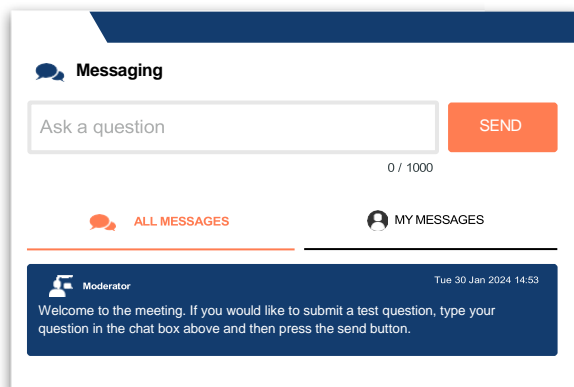 Messaging
Ask a question
SEND
0 / 1000
ALL MESSAGES
MY MESSAGES
Moderator
Tue 30 Jan 2024 14:53
Welcome to the meeting. If you would like to submit a test question, type your
question in the chat box above and then press the send button.